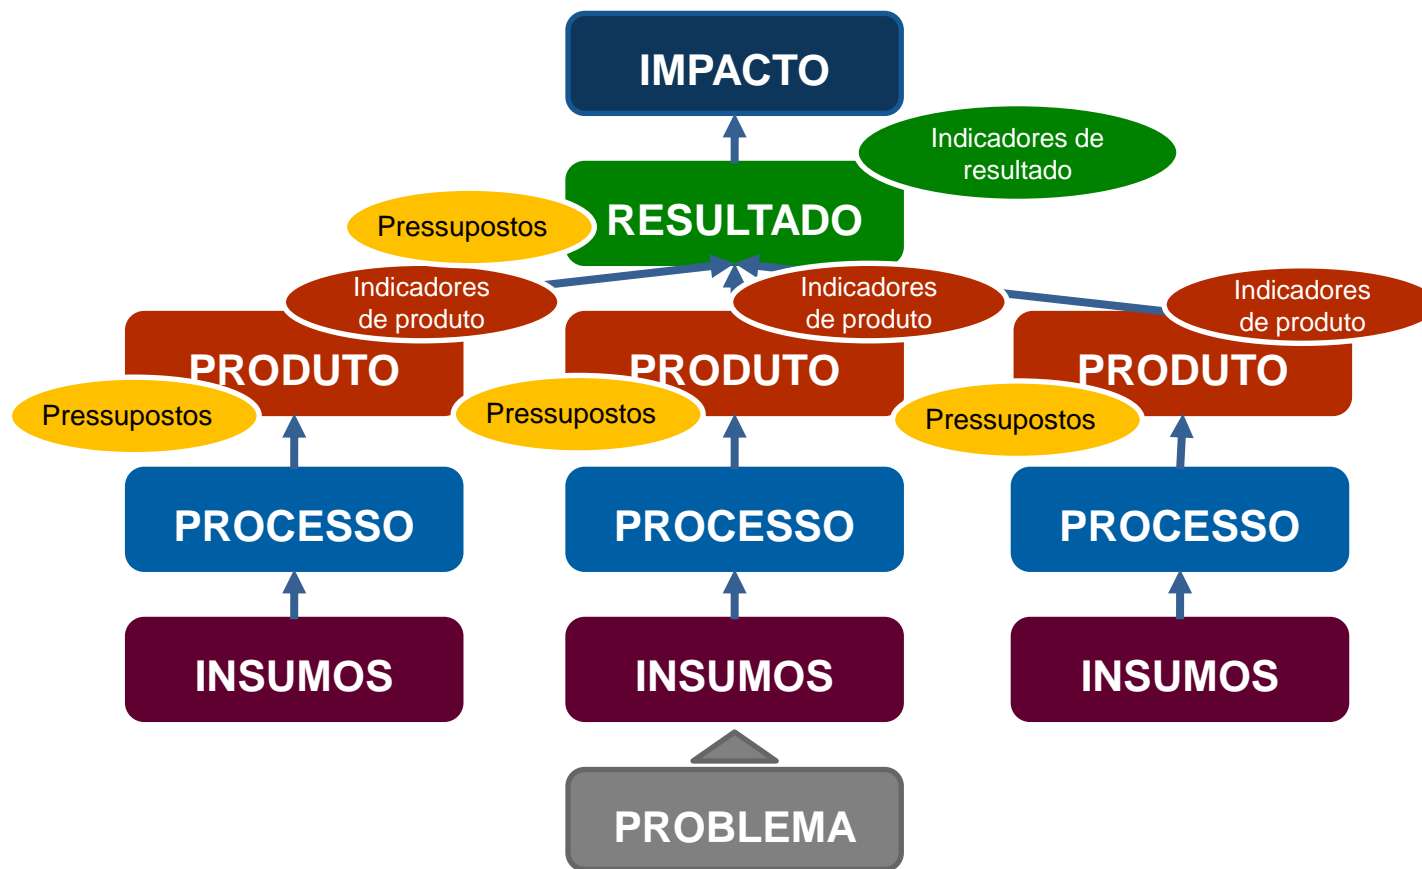 IMPACTO
Indicadores de
resultado
RESULTADO
Pressupostos
Indicadores
de produto
Indicadores
de produto
Indicadores
de produto
PRODUTO
PRODUTO
PRODUTO
Pressupostos
Pressupostos
Pressupostos
PROCESSO
PROCESSO
PROCESSO
INSUMOS
INSUMOS
INSUMOS
PROBLEMA